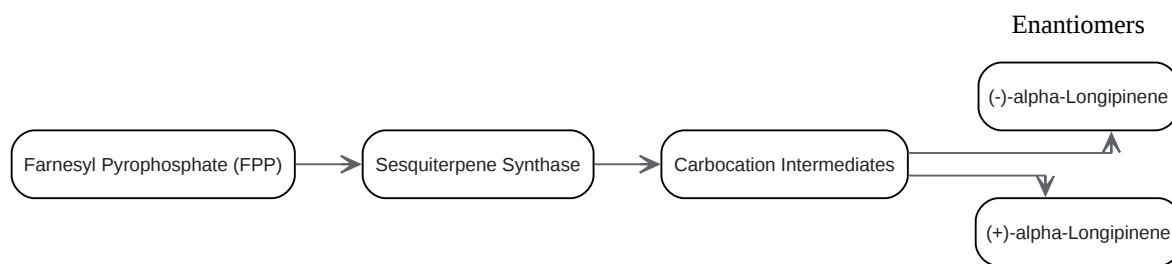 Enantiomers
(-)-alpha-Longipinene
Farnesyl Pyrophosphate (FPP)
Sesquiterpene Synthase
Carbocation Intermediates
(+)-alpha-Longipinene